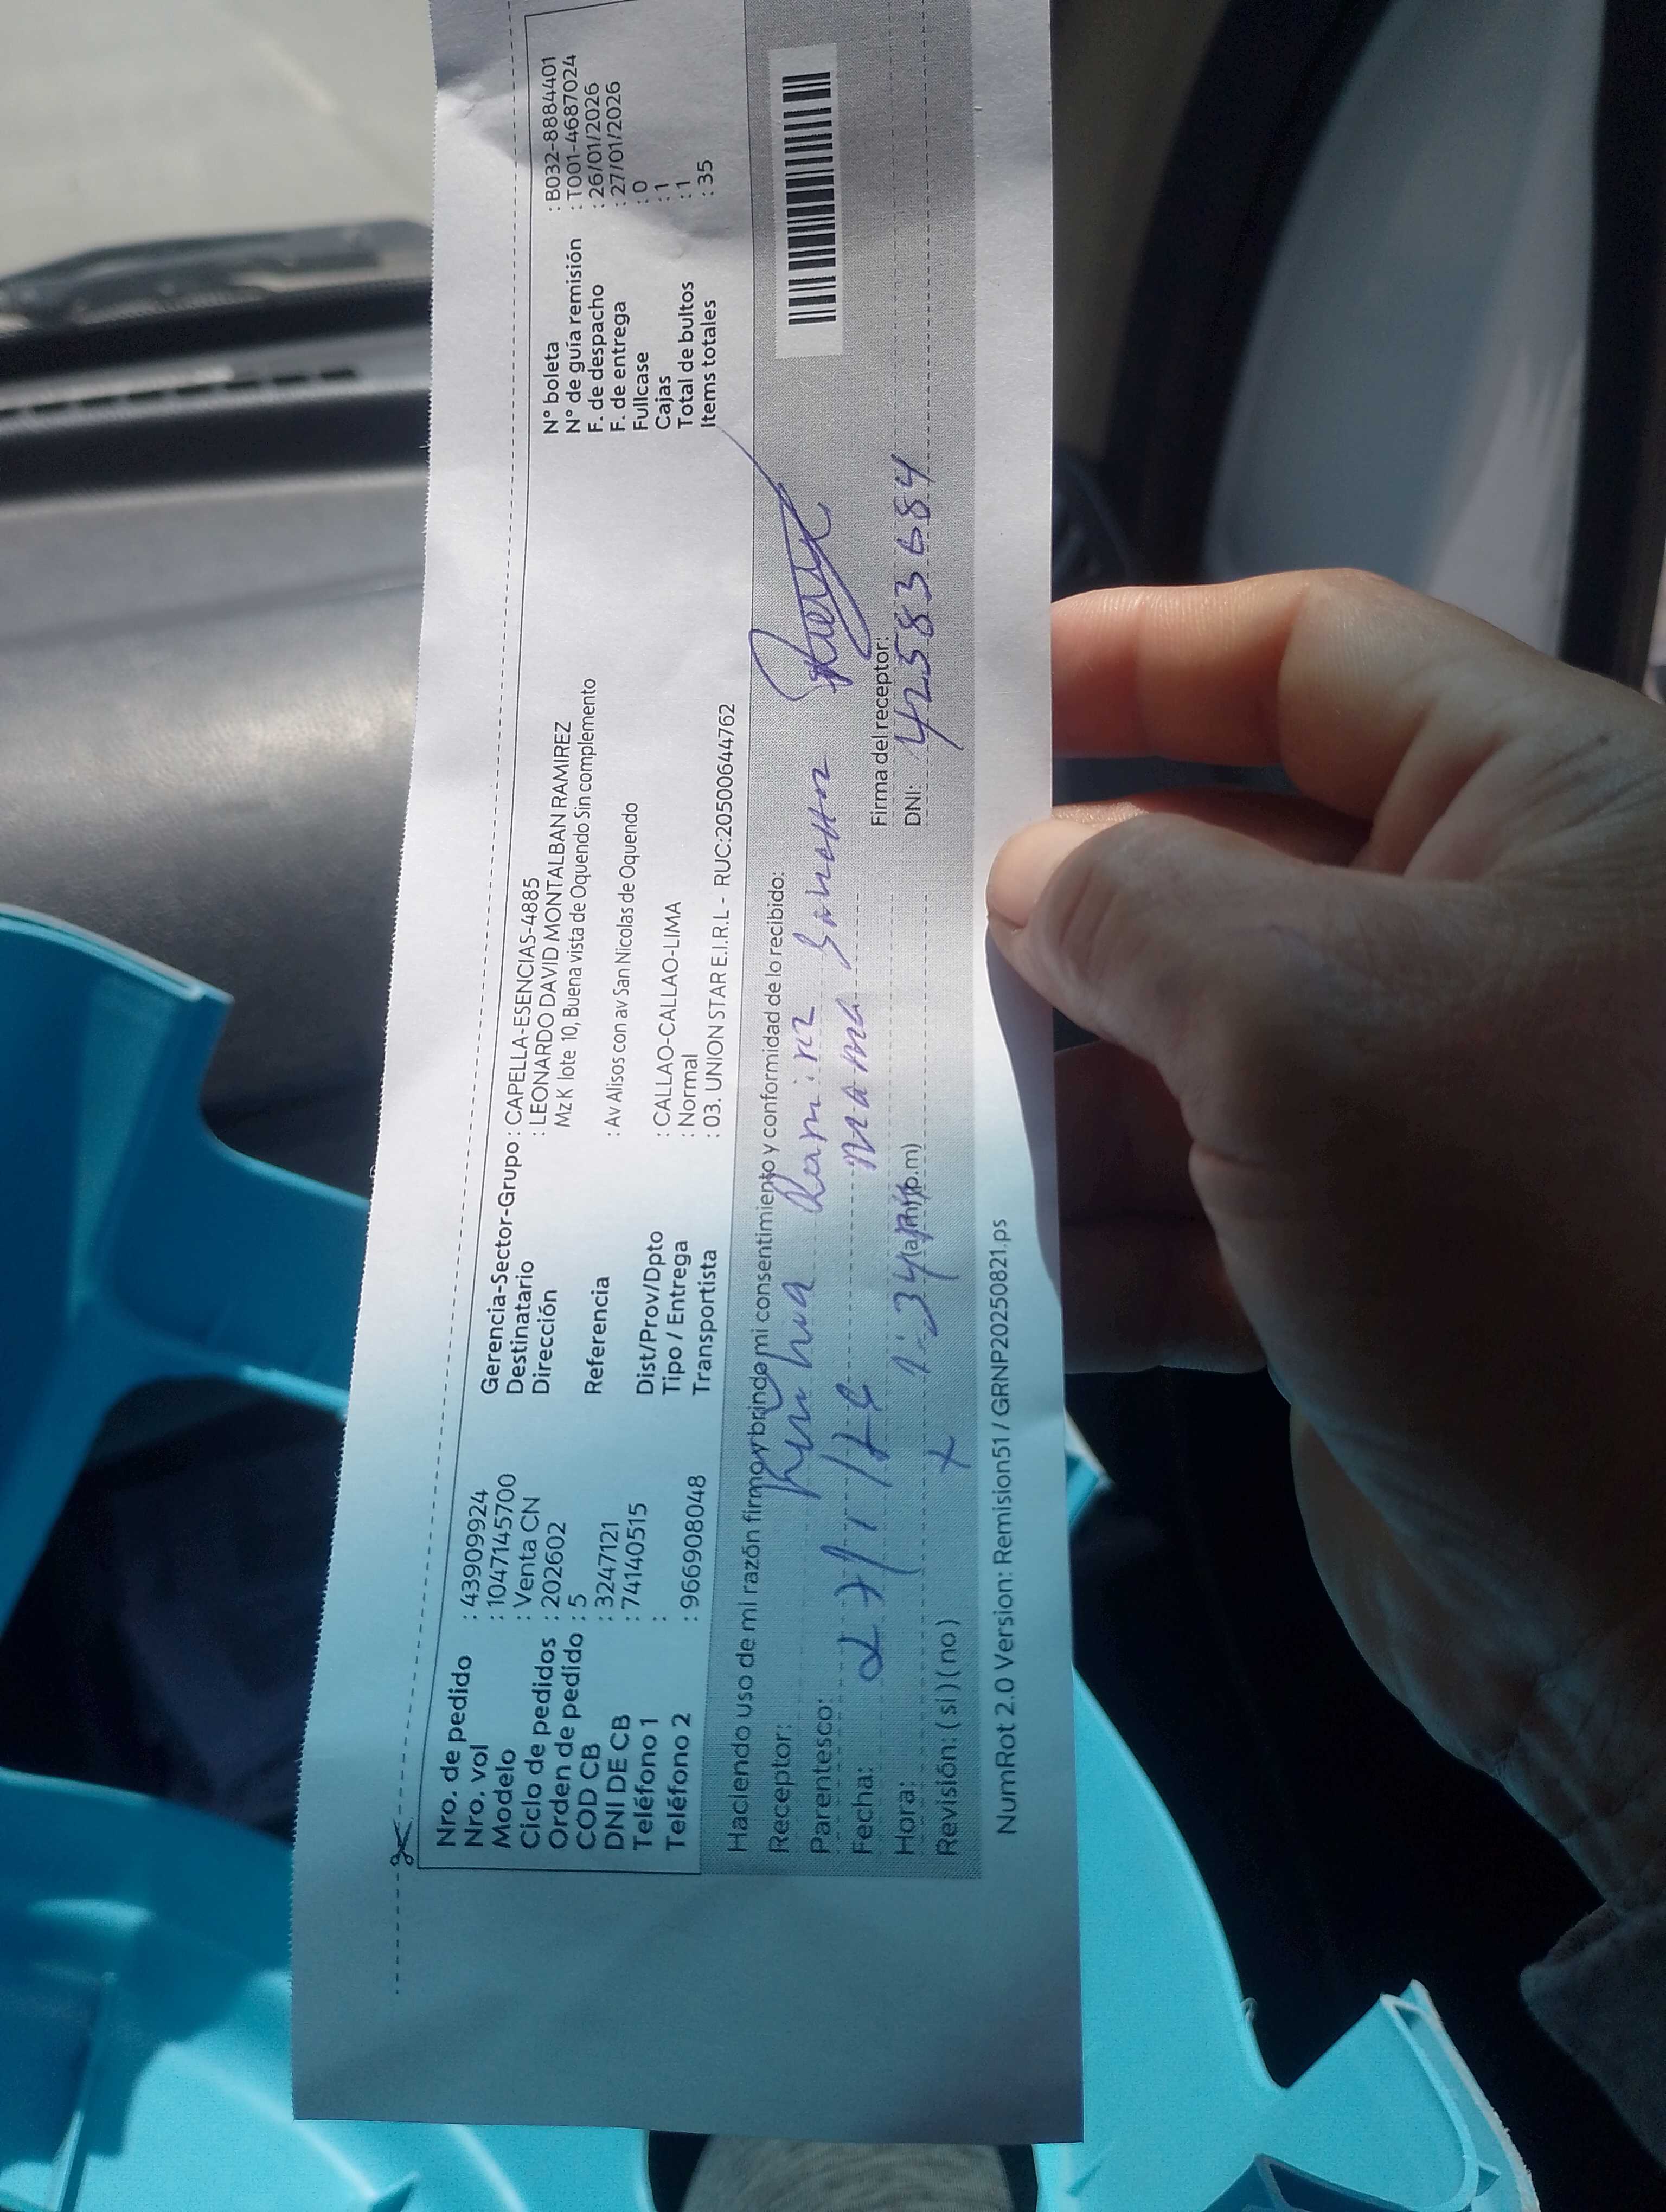 Nro. de pedido : 43909924
Nro. vol : 1047145700
Modelo : Venta CN
Ciclo de pedidos : 202602
Orden de pedido : 5
COD CB : 3247121
DNI DE CB : 74140515
Teléfono 1 :
Teléfono 2 : 966908048
Gerencia-Sector-Grupo : CAPELLA-ESENCIAS-4885
Destinatario : LEONARDO DAVID MONTALBAN RAMIREZ
Dirección Mz K lote 10, Buena vista de Oquendo Sin complemento
Referencia : Av Alisos con av San Nicolas de Oquendo
Dist/Prov/Dpto : CALLAO-CALLAO-LIMA
Tipo / Entrega : Normal
Transportista : 03. UNION STAR E.I.R.L - RUC:20500644762
N° boleta : B032-8884401
N° de guía remisión : T001-4687024
F. de despacho : 26/01/2026
F. de entrega : 27/01/2026
Fullcase : 0
Cajas : 1
Total de bultos : 1
Items totales : 35
Haciendo uso de mi razón firmo y brindo mi consentimiento y conformidad de lo recibido:
Receptor: Ramirez
Parentesco: mama
Fecha: 27/1/26
Hora: 1:34 (a.m) (p.m)
Revisión: ( si ) ( no )
Firma del receptor:
DNI: 42583684
NumRot 2.0 Version: Remision51 / GRNP20250821.ps